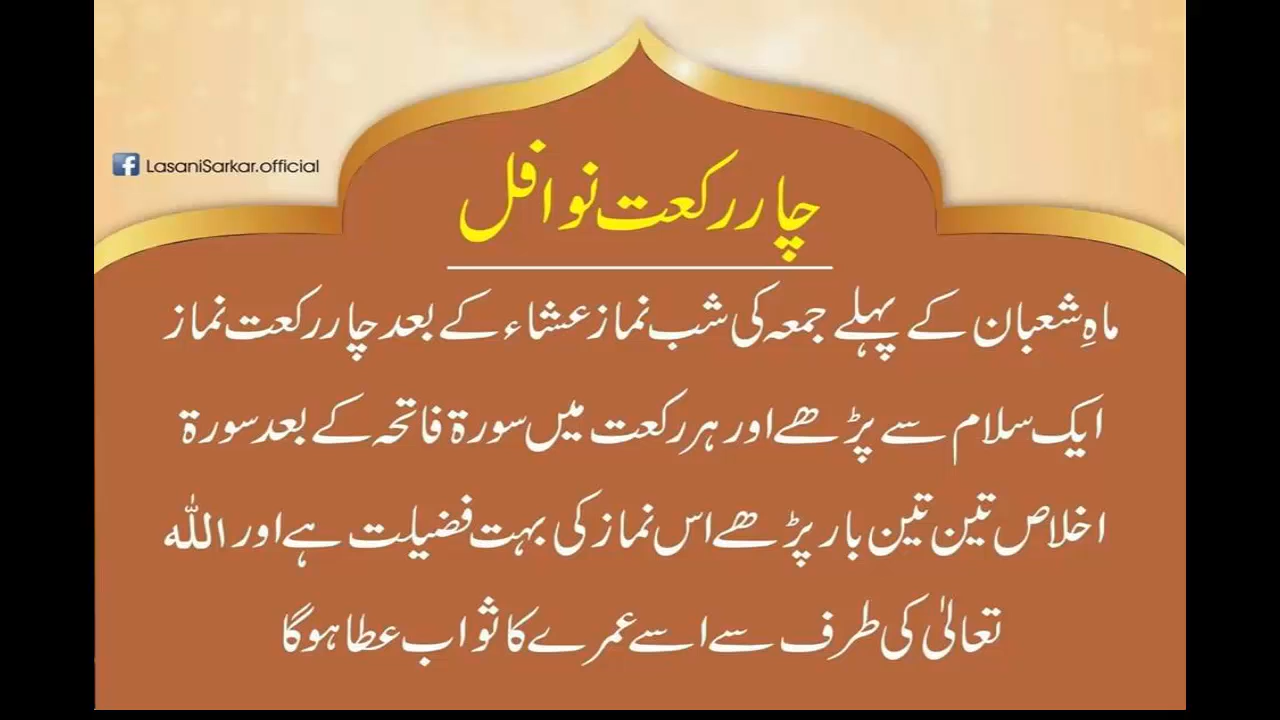 LasaniSarkar.official
چار رکعت نوافل
ماہِ شعبان کے پہلے جمعہ کی شب نماز عشاء کے بعد چار رکعت نماز
ایک سلام سے پڑھے اور ہر رکعت میں سورۃ فاتحہ کے بعد سورۃ
اخلاص تین تین بار پڑھے اس نماز کی بہت فضیلت ہے اور اللہ
تعالیٰ کی طرف سے اسے عمرے کا ثواب عطا ہوگا